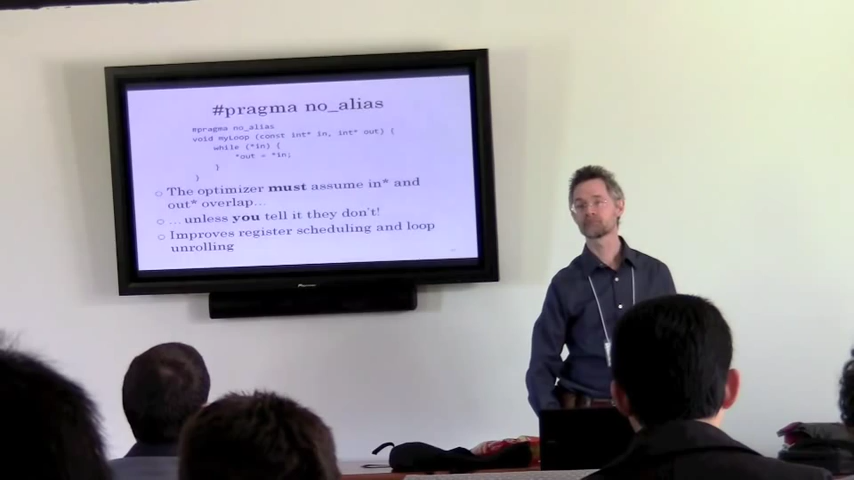 #pragma no_alias
#pragma no_alias
void myLoop (const int* in, int* out) {
while (*in) {
*out = *in;
}
}
The optimizer must assume in* and
out* overlap…
…unless you tell it they don't!
Improves register scheduling and loop
unrolling
Pioneer